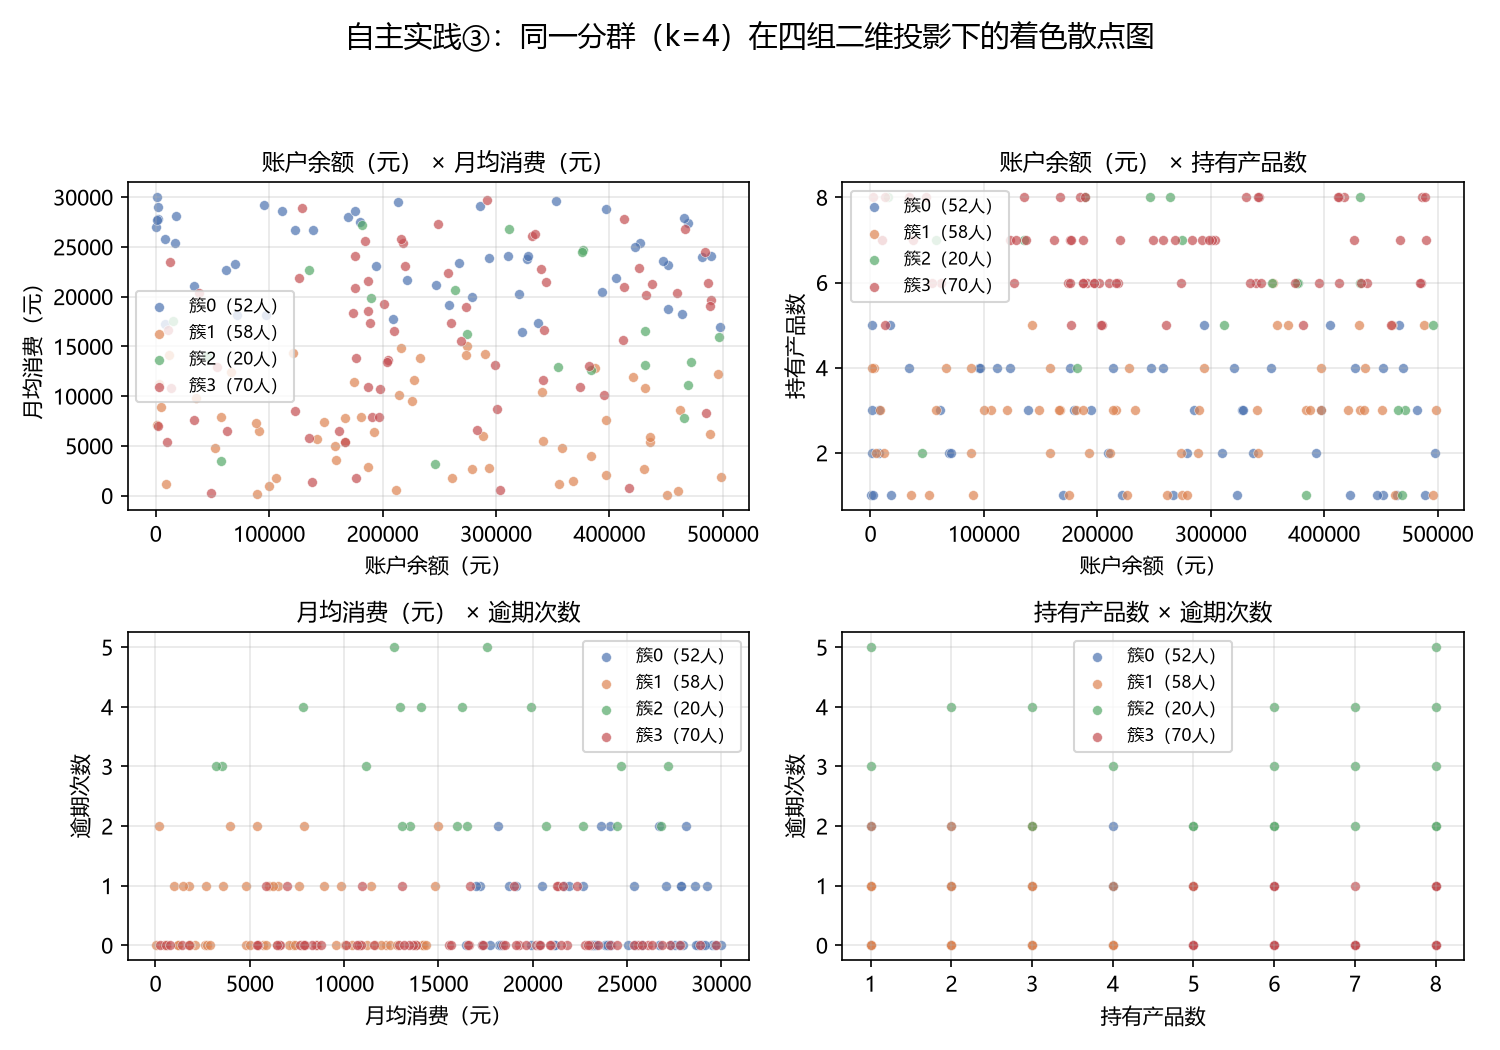 自主实践③：同一分群（k=4）在四组二维投影下的着色散点图
账户余额（元） × 月均消费（元）
月均消费（元）
30000
25000
20000
15000
10000
5000
0
簇0（52人）
簇1（58人）
簇2（20人）
簇3（70人）
0 100000 200000 300000 400000 500000
账户余额（元）
账户余额（元） × 持有产品数
持有产品数
8
6
4
2
簇0（52人）
簇1（58人）
簇2（20人）
簇3（70人）
0 100000 200000 300000 400000 500000
账户余额（元）
月均消费（元） × 逾期次数
逾期次数
5
4
3
2
1
0
簇0（52人）
簇1（58人）
簇2（20人）
簇3（70人）
0 5000 10000 15000 20000 25000 30000
月均消费（元）
持有产品数 × 逾期次数
逾期次数
5
4
3
2
1
0
簇0（52人）
簇1（58人）
簇2（20人）
簇3（70人）
1 2 3 4 5 6 7 8
持有产品数